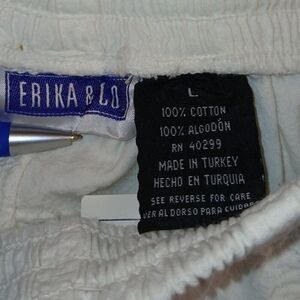 ERIKA & CO
L
100% COTTON
100% ALGODÓN
RN 40299
MADE IN TURKEY
HECHO EN TURQUIA
SEE REVERSE FOR CARE
VER AL DORSO PARA CUIDADO